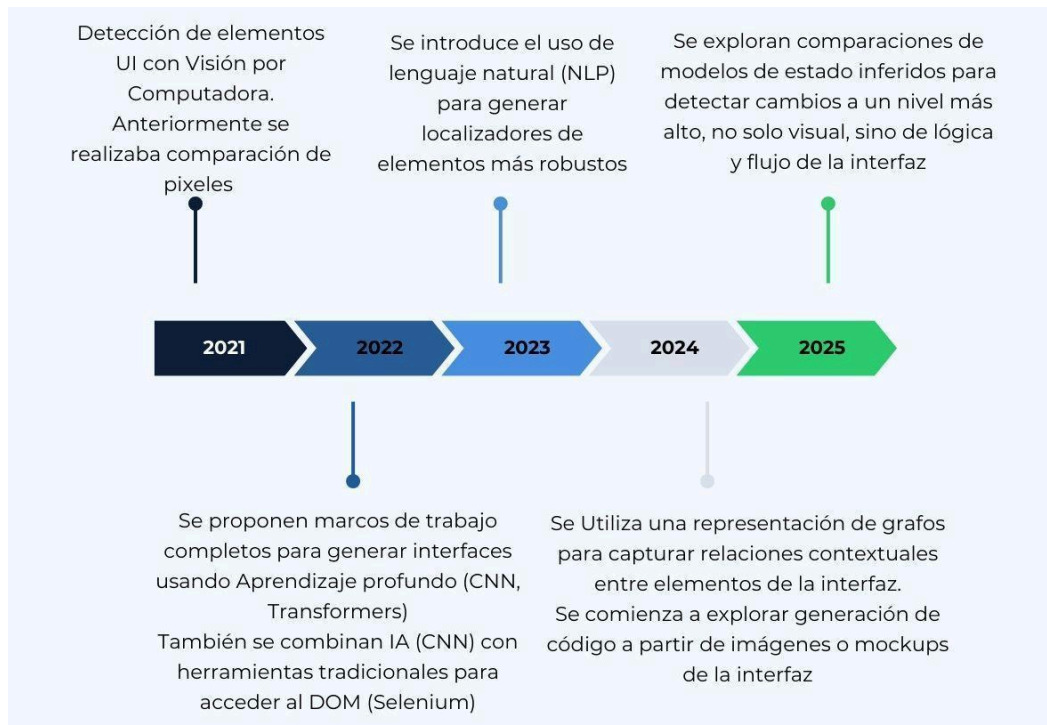 Detección de elementos
UI con Visión por
Computadora.
Anteriormente se
realizaba comparación de
pixeles
Se introduce el uso de
lenguaje natural (NLP)
para generar
localizadores de
elementos más robustos
Se exploran comparaciones de
modelos de estado inferidos para
detectar cambios a un nivel más
alto, no solo visual, sino de lógica
y flujo de la interfaz
2021
2022
2023
2024
2025
Se proponen marcos de trabajo
completos para generar interfaces
usando Aprendizaje profundo (CNN,
Transformers)
También se combinan IA (CNN) con
herramientas tradicionales para
acceder al DOM (Selenium)
Se Utiliza una representación de grafos
para capturar relaciones contextuales
entre elementos de la interfaz.
Se comienza a explorar generación de
código a partir de imágenes o mockups
de la interfaz